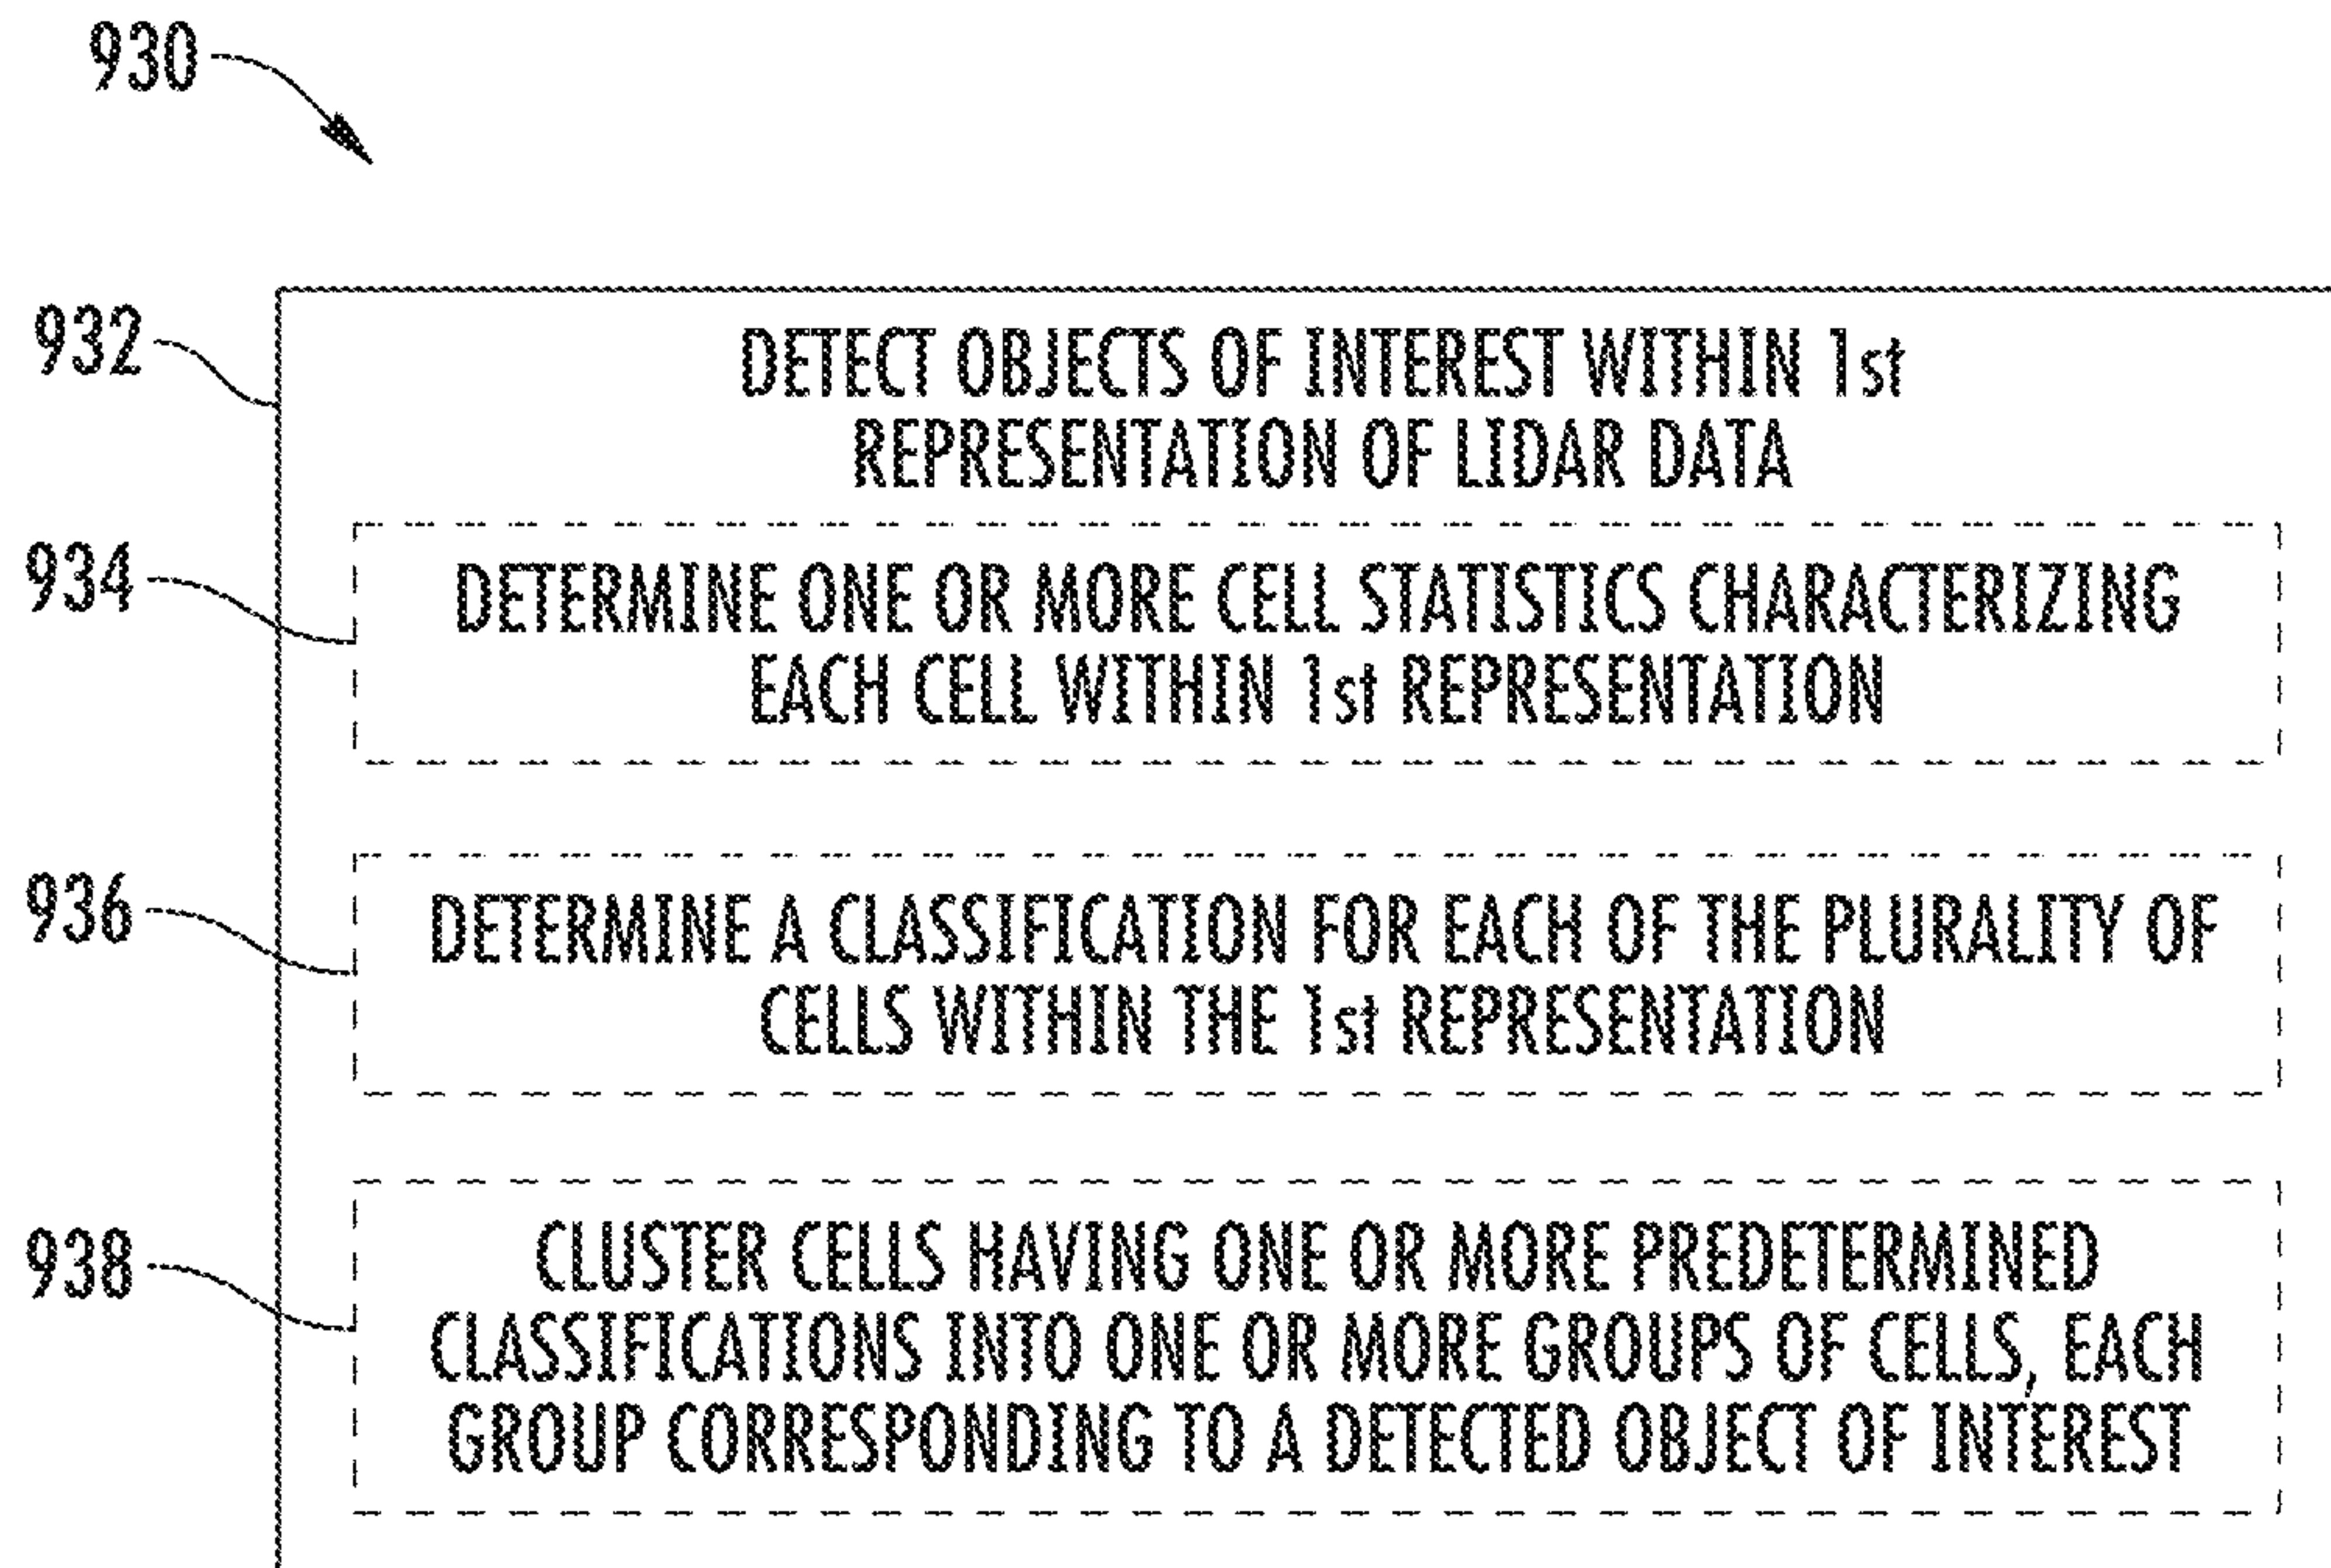 930
932
DETECT OBJECTS OF INTEREST WITHIN 1st
REPRESENTATION OF LIDAR DATA
934
DETERMINE ONE OR MORE CELL STATISTICS CHARACTERIZING
EACH CELL WITHIN 1st REPRESENTATION
936
DETERMINE A CLASSIFICATION FOR EACH OF THE PLURALITY OF
CELLS WITHIN THE 1st REPRESENTATION
938
CLUSTER CELLS HAVING ONE OR MORE PREDETERMINED
CLASSIFICATIONS INTO ONE OR MORE GROUPS OF CELLS, EACH
GROUP CORRESPONDING TO A DETECTED OBJECT OF INTEREST